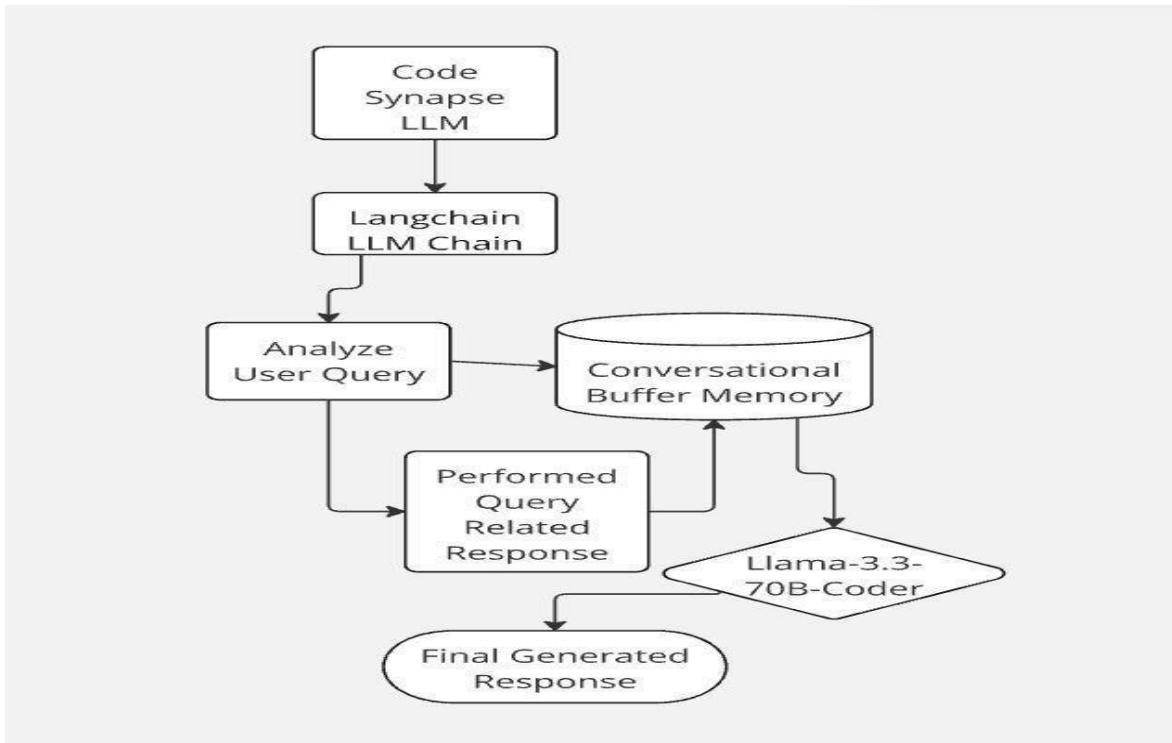 Code
Synapse
LLM
Langchain
LLM Chain
Analyze
User Query
Conversational
Buffer Memory
Performed
Query
Related
Response
Llama-3.3-
70B-Coder
Final Generated
Response